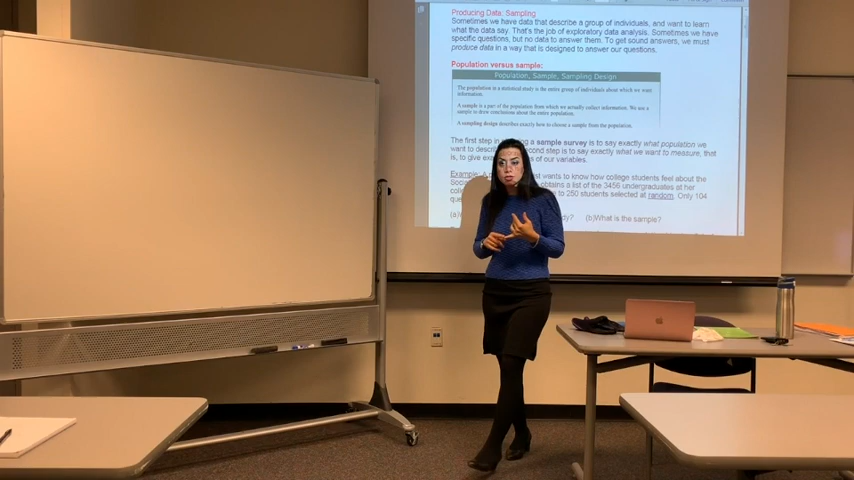 Producing Data: Sampling
Sometimes we have data that describe a group of individuals, and want to learn
what the data say. That's the job of exploratory data analysis. Sometimes we have
specific questions, but no data to answer them. To get sound answers, we must
produce data in a way that is designed to answer our questions.
Population versus sample:
Population, Sample, Sampling Design
The population in a statistical study is the entire group of individuals about which we want
information.
A sample is a part of the population from which we actually collect information. We use a
sample to draw conclusions about the entire population.
A sampling design describes exactly how to choose a sample from the population.
The first step in a sample survey is to say exactly what population we
want to second step is to say exactly what we want to measure, that
is, to give of our variables.
Example: A wants to know how college students feel about the
Social obtains a list of the 3456 undergraduates at her
to 250 students selected at random. Only 104
(a) (b)What is the sample?